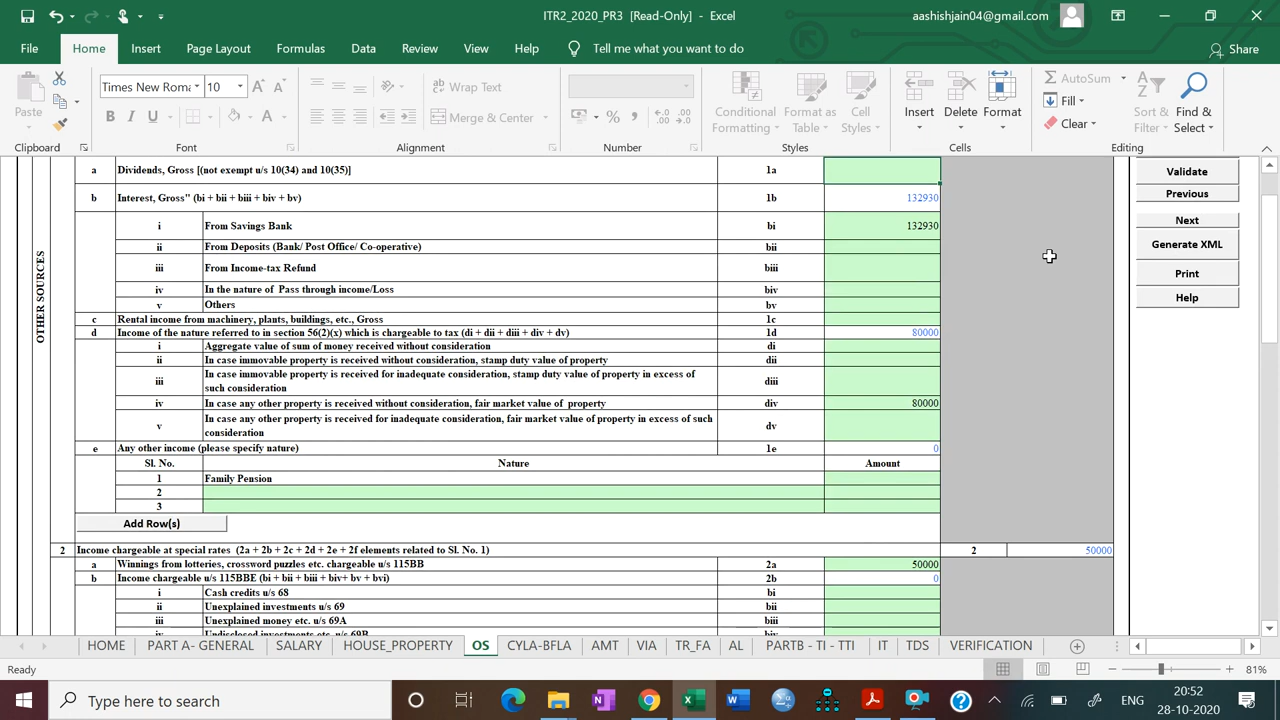 ITR2_2020_PR3 [Read-Only] - Excel
aashishjain04@gmail.com
File Home Insert Page Layout Formulas Data Review View Help Tell me what you want to do Share
Paste
Clipboard
Times New Roma 10
B I U
Font
Wrap Text
Merge & Center
Alignment
Number
Conditional Formatting
Format as Table
Cell Styles
Styles
Insert
Delete
Format
Cells
AutoSum
Fill
Clear
Sort & Filter
Find & Select
Editing
OTHER SOURCES
a Dividends, Gross [(not exempt u/s 10(34) and 10(35)] 1a
b Interest, Gross" (bi + bii + biii + biv + bv) 1b 132930
i From Savings Bank bi 132930
ii From Deposits (Bank/ Post Office/ Co-operative) bii
iii From Income-tax Refund biii
iv In the nature of Pass through income/Loss biv
v Others bv
c Rental income from machinery, plants, buildings, etc., Gross 1c
d Income of the nature referred to in section 56(2)(x) which is chargeable to tax (di + dii + diii + div + dv) 1d 80000
i Aggregate value of sum of money received without consideration di
ii In case immovable property is received without consideration, stamp duty value of property dii
iii In case immovable property is received for inadequate consideration, stamp duty value of property in excess of
such consideration diii
iv In case any other property is received without consideration, fair market value of property div 80000
v In case any other property is received for inadequate consideration, fair market value of property in excess of such
consideration dv
e Any other income (please specify nature) 1e 0
Sl. No. Nature Amount
1 Family Pension
2
3
Add Row(s)
2 Income chargeable at special rates (2a + 2b + 2c + 2d + 2e + 2f elements related to Sl. No. 1) 2 50000
a Winnings from lotteries, crossword puzzles etc. chargeable u/s 115BB 2a 50000
b Income chargeable u/s 115BBE (bi + bii + biii + biv+ bv + bvi) 2b 0
i Cash credits u/s 68 bi
ii Unexplained investments u/s 69 bii
iii Unexplained money etc. u/s 69A biii
iv Undisclosed investments etc. u/s 69B biv
Validate
Previous
Next
Generate XML
Print
Help
HOME PART A- GENERAL SALARY HOUSE_PROPERTY OS CYLA-BFLA AMT VIA TR_FA AL PARTB - TI - TTI IT TDS VERIFICATION
Ready 81%
Type here to search
ENG
20:52
28-10-2020